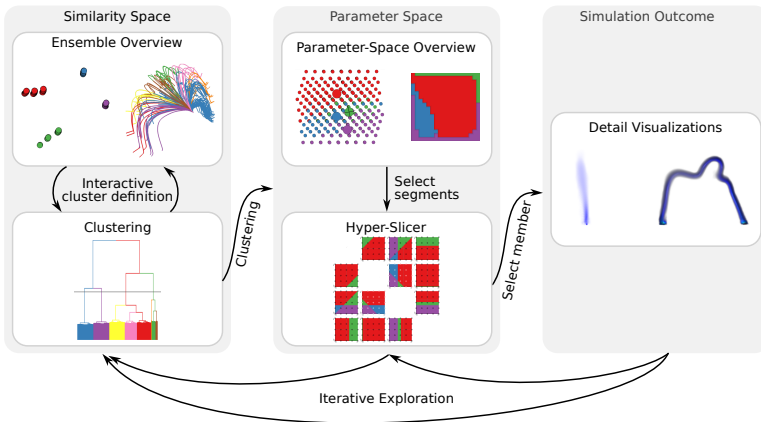 Similarity Space
Ensemble Overview
Interactive
cluster definition
Clustering
Clustering
Parameter Space
Parameter-Space Overview
Select
segments
Hyper-Slicer
Select member
Simulation Outcome
Detail Visualizations
Iterative Exploration